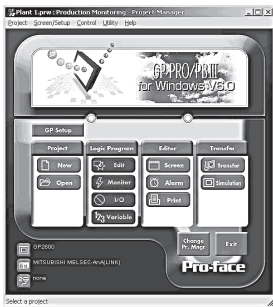 Plant 1.prw : Production Monitoring - Project Manager
Project Screen/Setup Control Utility Help
GP-PRO/PBⅢ
for Windows V6.0
GP Setup
Project
Logic Program
Editor
Transfer
New
Edit
Screen
Transfer
Open
Monitor
Alarm
Simulation
I/O
Print
Variable
GP2600
MITSUBISHI MELSEC-AnA(LINK)
none
Change
Prj. Mngr.
Exit
Pro-face
Select a project